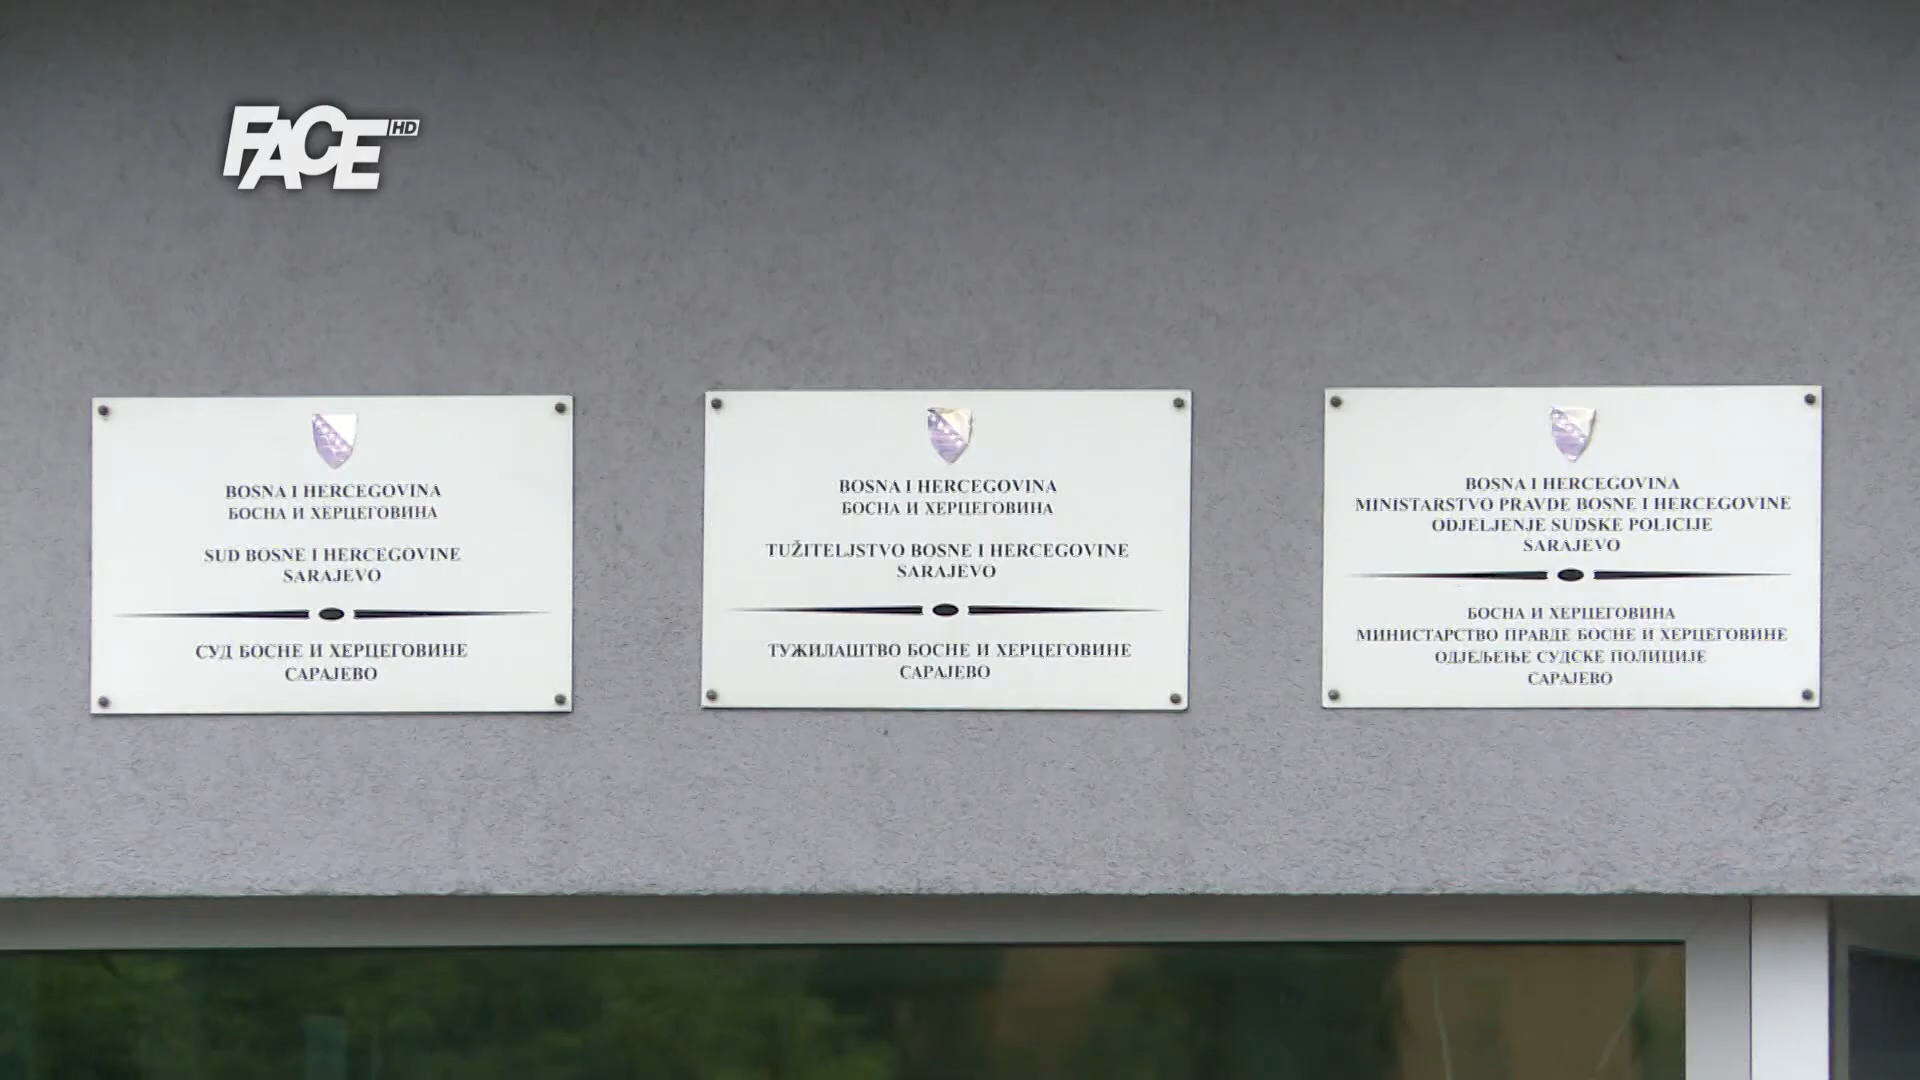 FACE HD
BOSNA I HERCEGOVINA
БОСНА И ХЕРЦЕГОВИНА
SUD BOSNE I HERCEGOVINE
SARAJEVO
СУД БОСНЕ И ХЕРЦЕГОВИНЕ
САРАЈЕВО
BOSNA I HERCEGOVINA
БОСНА И ХЕРЦЕГОВИНА
TUŽITELJSTVO BOSNE I HERCEGOVINE
SARAJEVO
ТУЖИЛАШТВО БОСНЕ И ХЕРЦЕГОВИНЕ
САРАЈЕВО
BOSNA I HERCEGOVINA
MINISTARSTVO PRAVDE BOSNE I HERCEGOVINE
ODJELJENJE SUDSKE POLICIJE
SARAJEVO
БОСНА И ХЕРЦЕГОВИНА
МИНИСТАРСТВО ПРАВДЕ БОСНЕ И ХЕРЦЕГОВИНЕ
ОДЈЕЉЕЊЕ СУДСКЕ ПОЛИЦИЈЕ
САРАЈЕВО